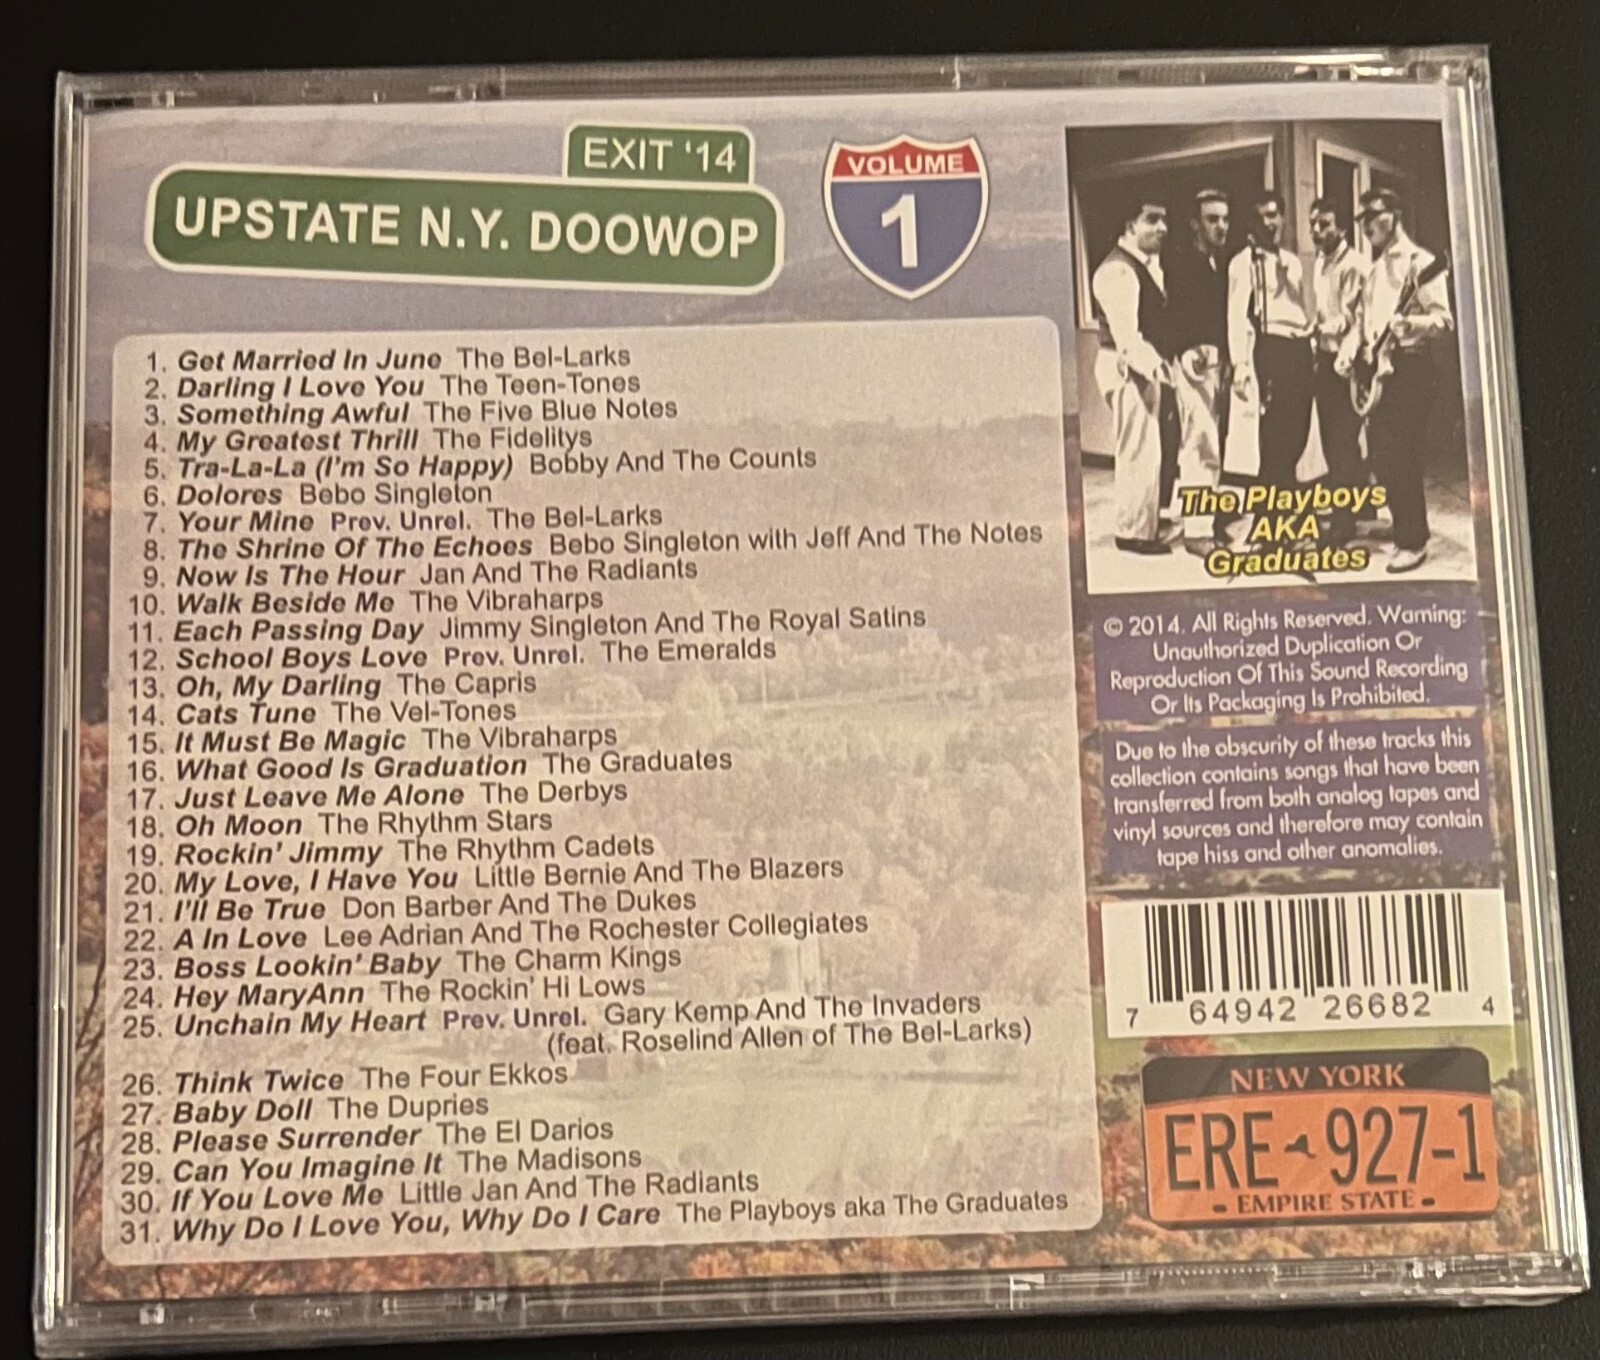 EXIT '14
UPSTATE N.Y. DOOWOP
VOLUME
1
1. Get Married In June The Bel-Larks
2. Darling I Love You The Teen-Tones
3. Something Awful The Five Blue Notes
4. My Greatest Thrill The Fidelitys
5. Tra-La-La (I'm So Happy) Bobby And The Counts
6. Dolores Bebo Singleton
7. Your Mine Prev. Unrel. The Bel-Larks
8. The Shrine Of The Echoes Bebo Singleton with Jeff And The Notes
9. Now Is The Hour Jan And The Radiants
10. Walk Beside Me The Vibraharps
11. Each Passing Day Jimmy Singleton And The Royal Satins
12. School Boys Love Prev. Unrel. The Emeralds
13. Oh, My Darling The Capris
14. Cats Tune The Vel-Tones
15. It Must Be Magic The Vibraharps
16. What Good Is Graduation The Graduates
17. Just Leave Me Alone The Derbys
18. Oh Moon The Rhythm Stars
19. Rockin' Jimmy The Rhythm Cadets
20. My Love, I Have You Little Bernie And The Blazers
21. I'll Be True Don Barber And The Dukes
22. A In Love Lee Adrian And The Rochester Collegiates
23. Boss Lookin' Baby The Charm Kings
24. Hey MaryAnn The Rockin' Hi Lows
25. Unchain My Heart Prev. Unrel. Gary Kemp And The Invaders
(feat. Roselind Allen of The Bel-Larks)
26. Think Twice The Four Ekkos
27. Baby Doll The Dupries
28. Please Surrender The El Darios
29. Can You Imagine It The Madisons
30. If You Love Me Little Jan And The Radiants
31. Why Do I Love You, Why Do I Care The Playboys aka The Graduates
The Playboys
AKA
Graduates
© 2014. All Rights Reserved. Warning:
Unauthorized Duplication Or
Reproduction Of This Sound Recording
Or Its Packaging Is Prohibited.
Due to the obscurity of these tracks this
collection contains songs that have been
transferred from both analog tapes and
vinyl sources and therefore may contain
tape hiss and other anomalies.
7 64942 26682 4
NEW YORK
ERE 927-1
- EMPIRE STATE -